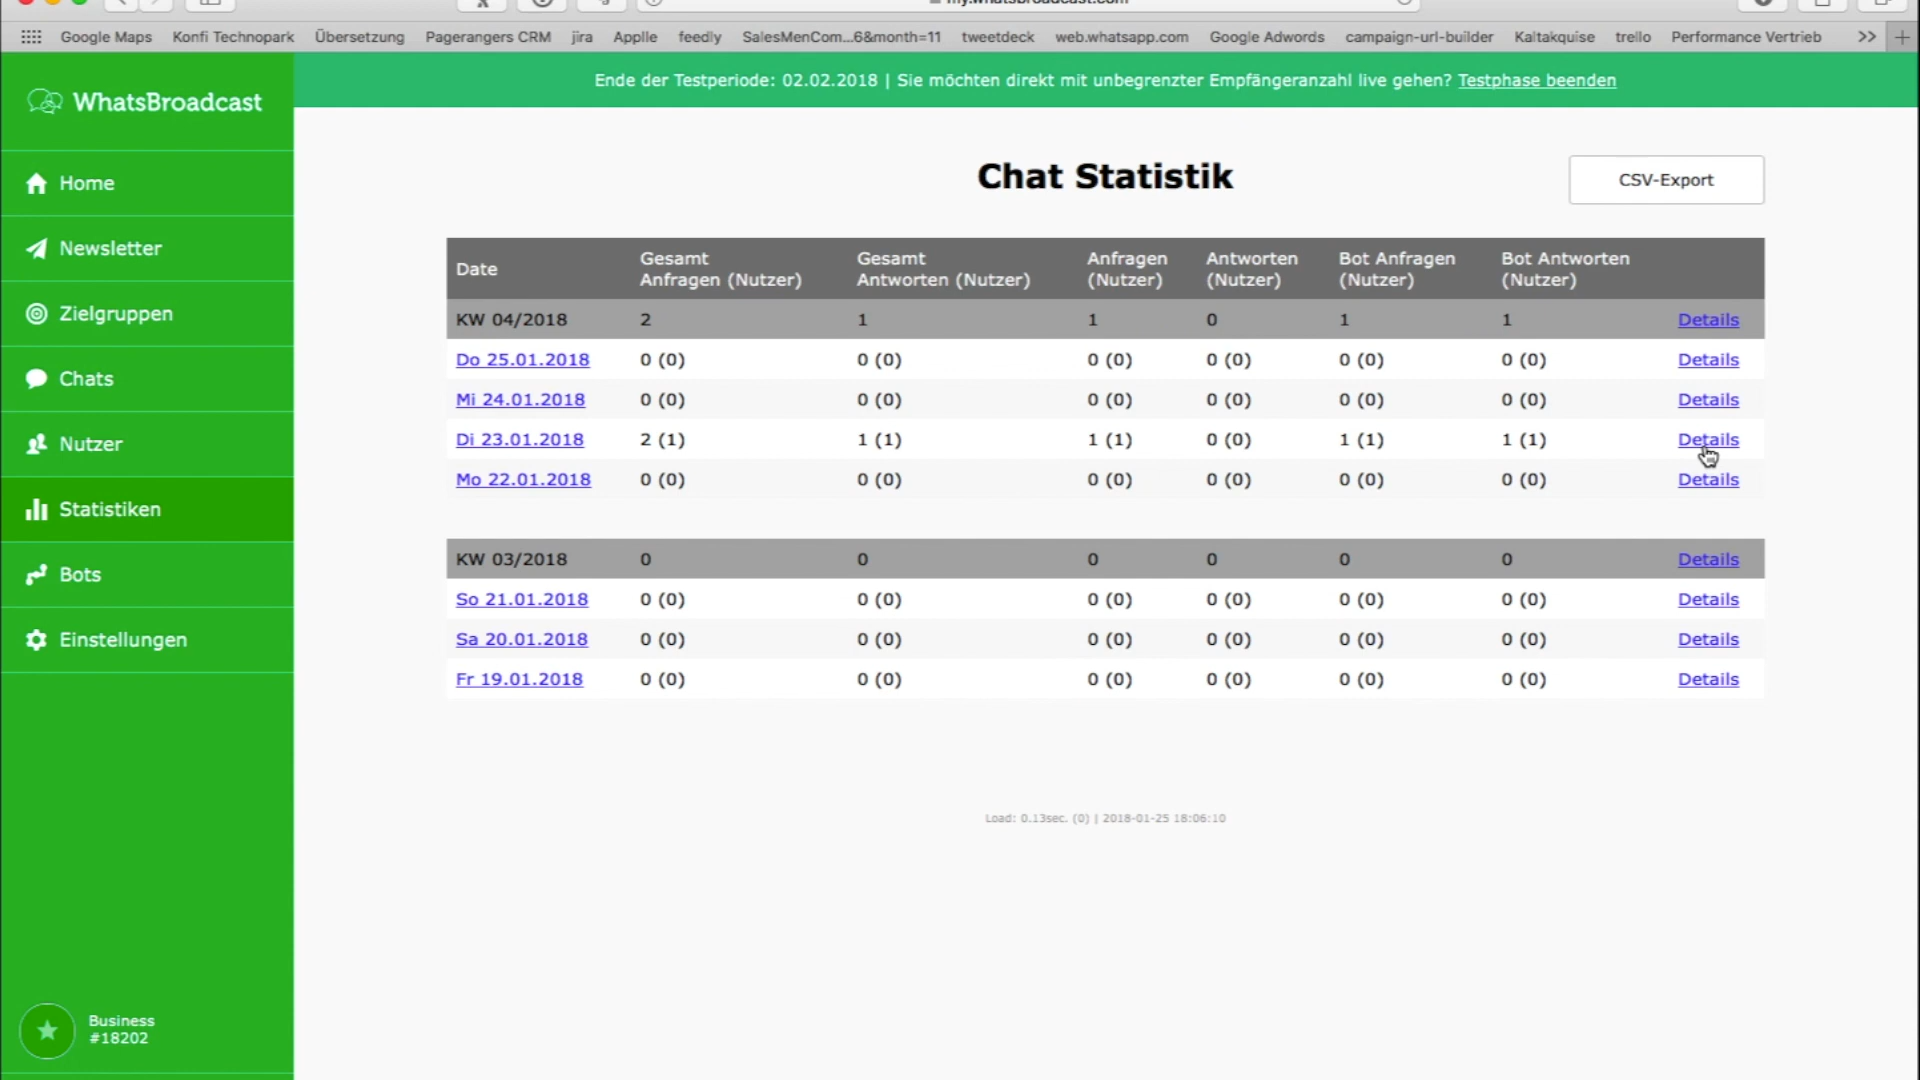 Google Maps Konfi Technopark Übersetzung Pagerangers CRM jira Applle feedly SalesMenCom...6&month=11 tweetdeck web.whatsapp.com Google Adwords campaign-url-builder Kaltakquise trello Performance Vertrieb >> +
WhatsBroadcast
Ende der Testperiode: 02.02.2018 | Sie möchten direkt mit unbegrenzter Empfängeranzahl live gehen? Testphase beenden
Home
Newsletter
Zielgruppen
Chats
Nutzer
Statistiken
Bots
Einstellungen
Business
#18202
Chat Statistik
CSV-Export
Date Gesamt Anfragen (Nutzer) Gesamt Antworten (Nutzer) Anfragen (Nutzer) Antworten (Nutzer) Bot Anfragen (Nutzer) Bot Antworten (Nutzer)
KW 04/2018 2 1 1 0 1 1 Details
Do 25.01.2018 0 (0) 0 (0) 0 (0) 0 (0) 0 (0) 0 (0) Details
Mi 24.01.2018 0 (0) 0 (0) 0 (0) 0 (0) 0 (0) 0 (0) Details
Di 23.01.2018 2 (1) 1 (1) 1 (1) 0 (0) 1 (1) 1 (1) Details
Mo 22.01.2018 0 (0) 0 (0) 0 (0) 0 (0) 0 (0) 0 (0) Details
KW 03/2018 0 0 0 0 0 0 Details
So 21.01.2018 0 (0) 0 (0) 0 (0) 0 (0) 0 (0) 0 (0) Details
Sa 20.01.2018 0 (0) 0 (0) 0 (0) 0 (0) 0 (0) 0 (0) Details
Fr 19.01.2018 0 (0) 0 (0) 0 (0) 0 (0) 0 (0) 0 (0) Details
Load: 0.13sec. (0) | 2018-01-25 18:06:10